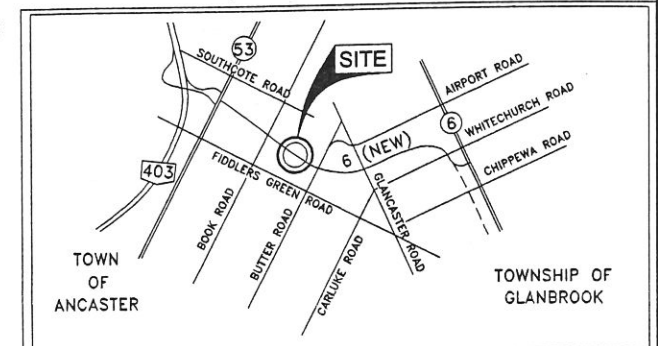 53
SITE
SOUTHCOTE ROAD
AIRPORT ROAD
6
WHITECHURCH ROAD
6 (NEW)
CHIPPEWA ROAD
403
FIDDLERS GREEN ROAD
BOOK ROAD
BUTTER ROAD
GLANCASTER ROAD
CARLUKE ROAD
TOWN
OF
ANCASTER
TOWNSHIP OF
GLANBROOK